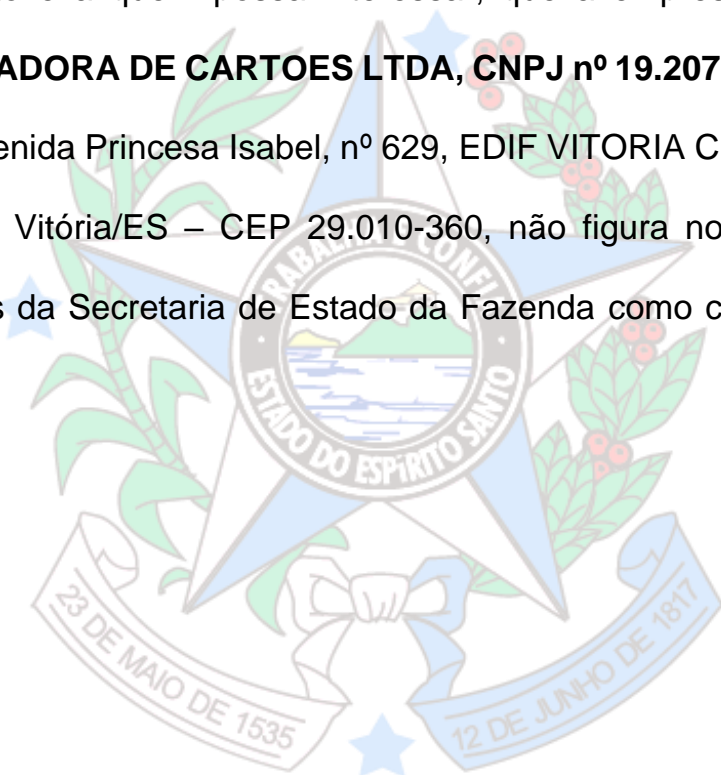 ADORA DE CARTOES LTDA, CNPJ nº 19.207
enida Princesa Isabel, nº 629, EDIF VITORIA C
Vitória/ES – CEP 29.010-360, não figura no
s da Secretaria de Estado da Fazenda como c
ESTADO DO ESPÍRITO SANTO
23 DE MAIO DE 1535
12 DE JUNHO DE 1817